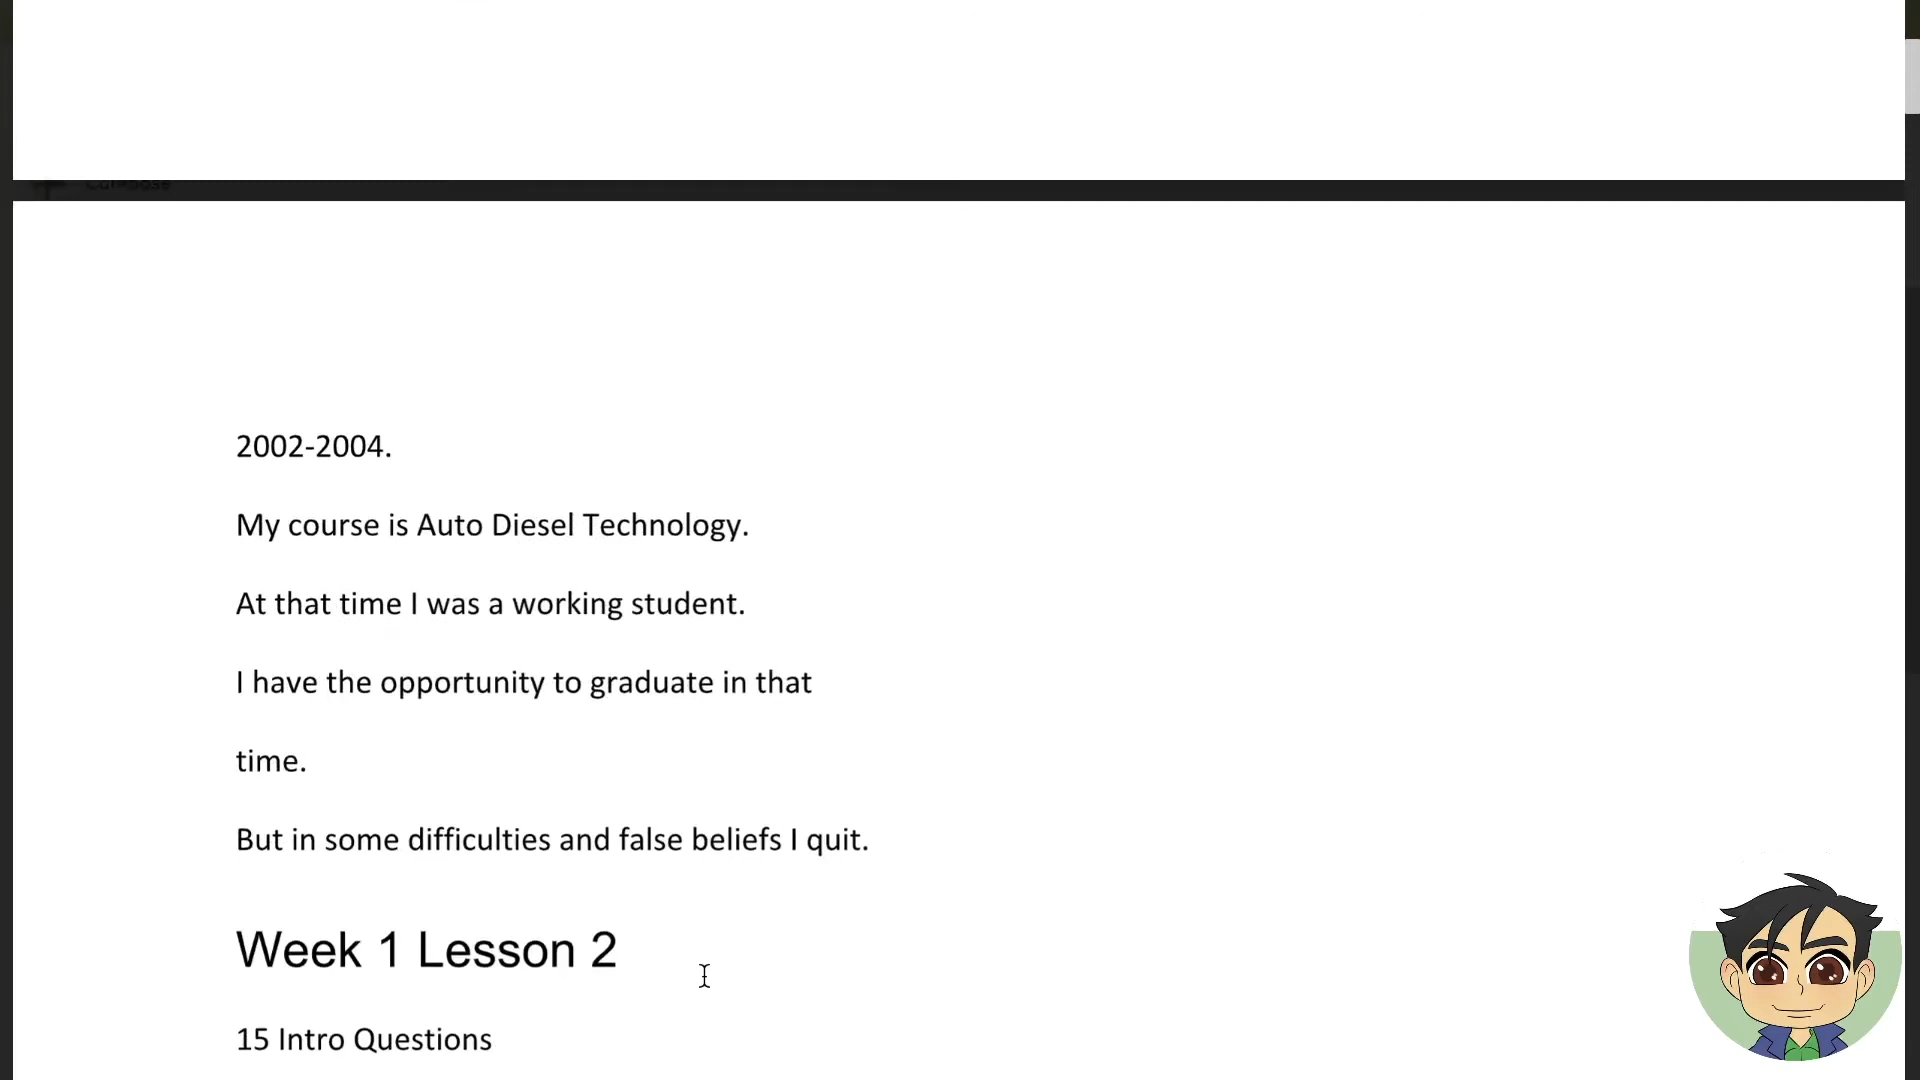 2002-2004.
My course is Auto Diesel Technology.
At that time I was a working student.
I have the opportunity to graduate in that
time.
But in some difficulties and false beliefs I quit.
Week 1 Lesson 2
15 Intro Questions